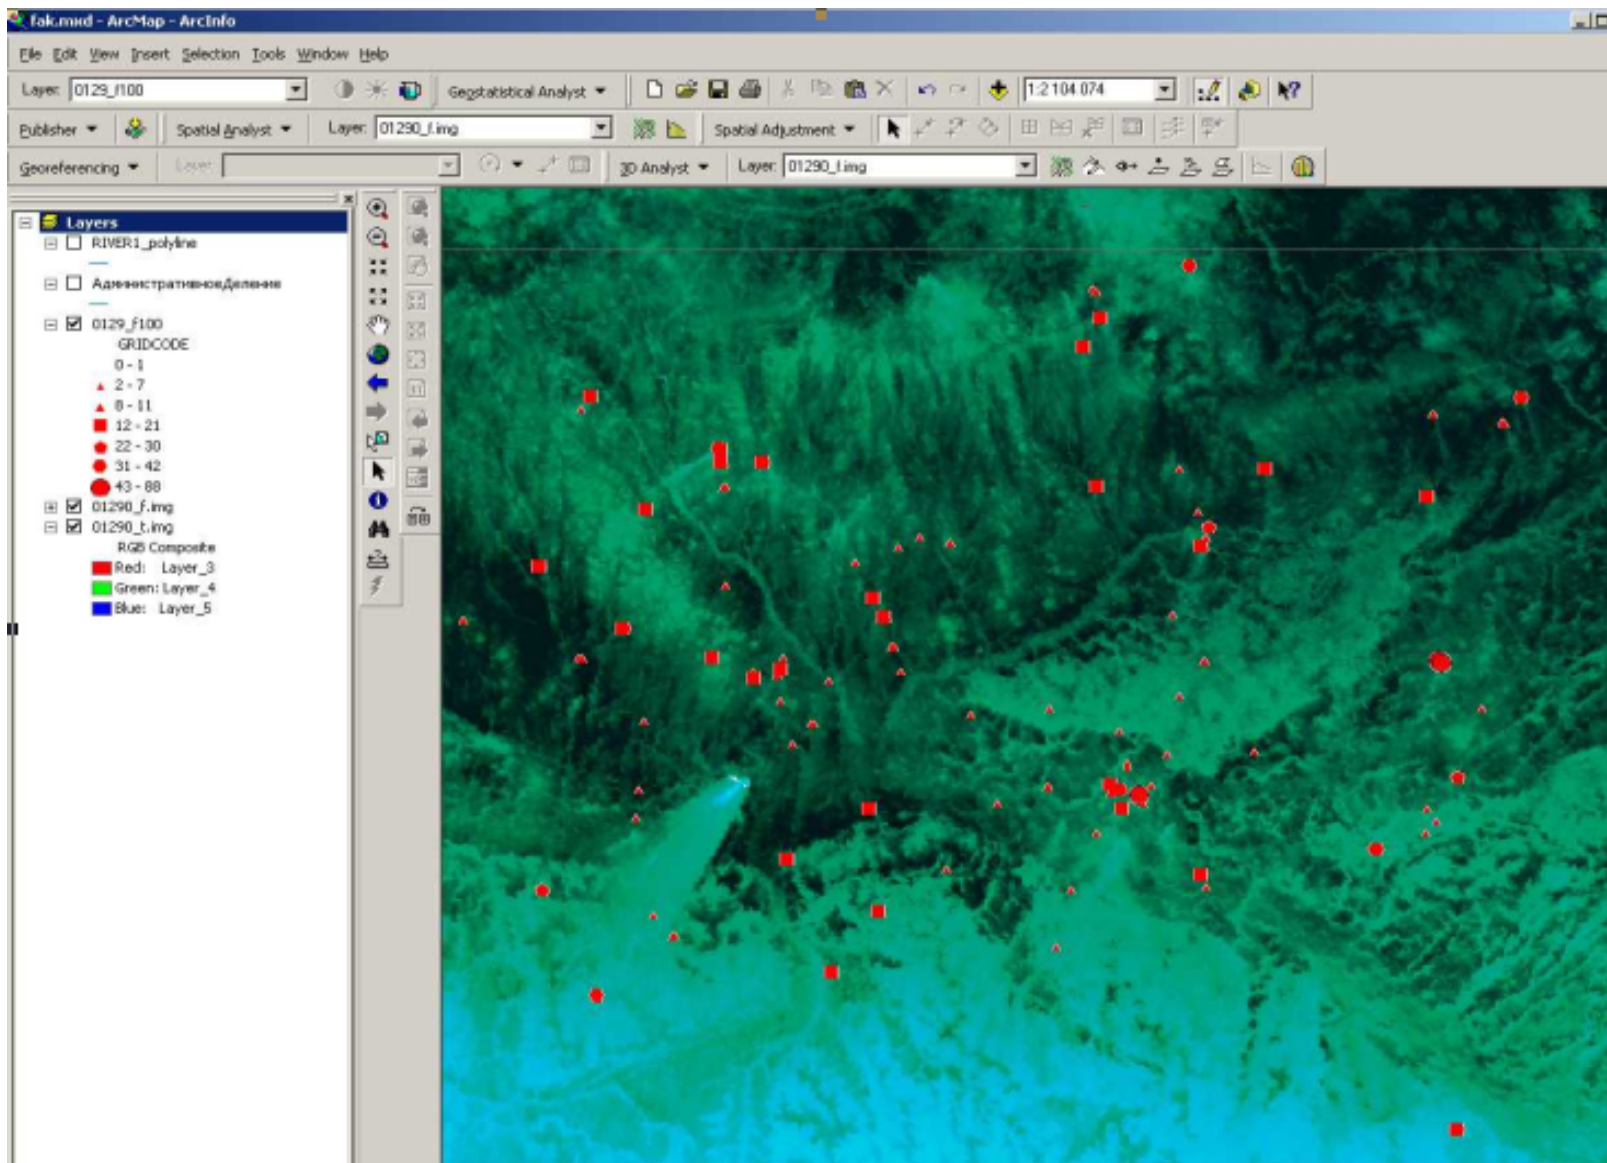 fak.mxd - ArcMap - ArcInfo
File Edit View Insert Selection Tools Window Help
Layer: 0129_f100 Geostatistical Analyst 1:2 104 074
Publisher Spatial Analyst Layer: 01290_f.img Spatial Adjustment
Georeferencing Layer: 3D Analyst Layer: 01290_t.img
Layers
RIVER1_polyline
АдминистративноеДеление
0129_f100
GRIDCODE
0 - 1
2 - 7
8 - 11
12 - 21
22 - 30
31 - 42
43 - 88
01290_f.img
01290_t.img
RGB Composite
Red: Layer_3
Green: Layer_4
Blue: Layer_5